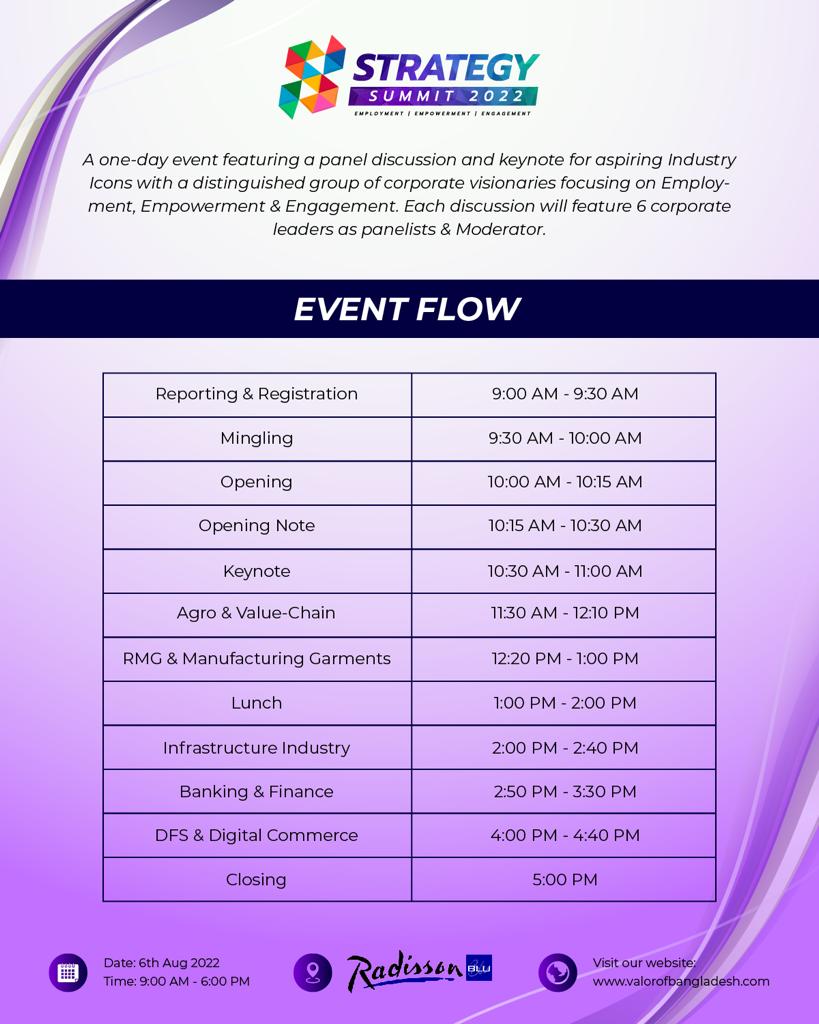 STRATEGY
SUMMIT 2022
EMPLOYMENT | EMPOWERMENT | ENGAGEMENT
A one-day event featuring a panel discussion and keynote for aspiring Industry
Icons with a distinguished group of corporate visionaries focusing on Employ-
ment, Empowerment & Engagement. Each discussion will feature 6 corporate
leaders as panelists & Moderator.
EVENT FLOW
Reporting & Registration 9:00 AM - 9:30 AM
Mingling 9:30 AM - 10:00 AM
Opening 10:00 AM - 10:15 AM
Opening Note 10:15 AM - 10:30 AM
Keynote 10:30 AM - 11:00 AM
Agro & Value-Chain 11:30 AM - 12:10 PM
RMG & Manufacturing Garments 12:20 PM - 1:00 PM
Lunch 1:00 PM - 2:00 PM
Infrastructure Industry 2:00 PM - 2:40 PM
Banking & Finance 2:50 PM - 3:30 PM
DFS & Digital Commerce 4:00 PM - 4:40 PM
Closing 5:00 PM
Date: 6th Aug 2022
Time: 9:00 AM - 6:00 PM
Radisson BLU
Visit our website:
www.valorofbangladesh.com